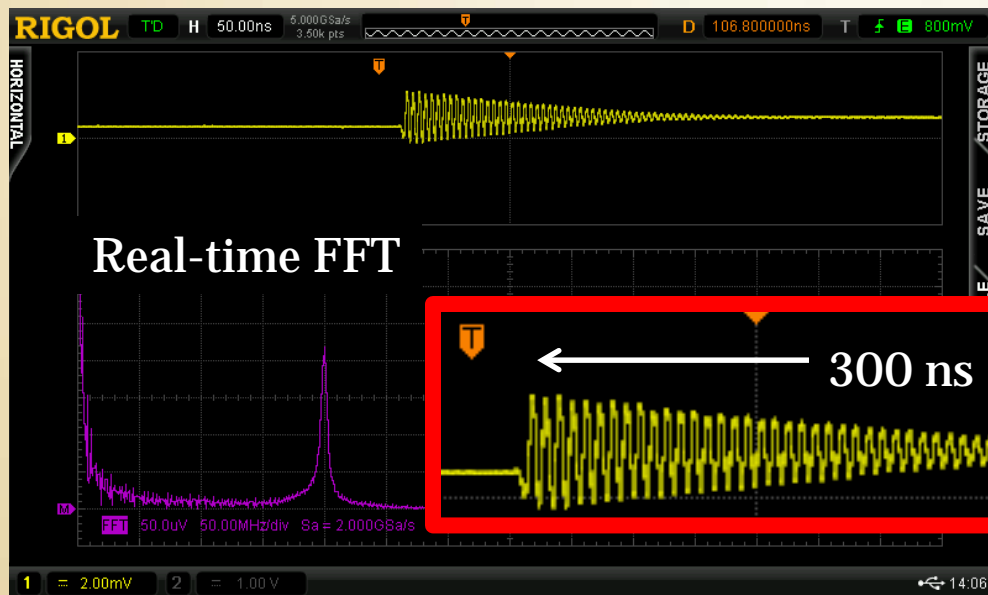 RIGOL T'D H 50.00ns 5.000GSa/s 3.50k pts T D 106.800000ns T E 800mV
HORIZONTAL
T
1
STORAGE
SAVE
Real-time FFT
T
300 ns
M
FFT 50.0uV 50.00MHz/div Sa = 2.000GSa/s
1 = 2.00mV 2 = 1.00 V 14:06